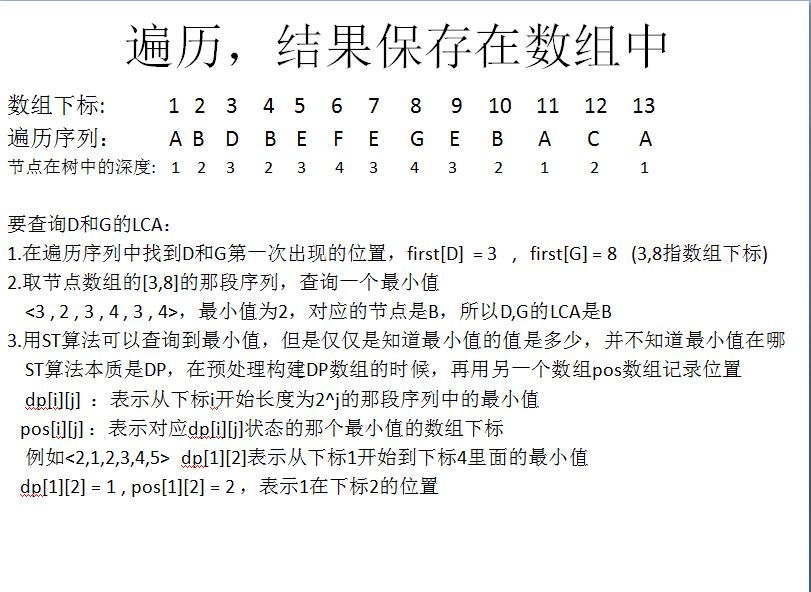 遍历，结果保存在数组中
数组下标: 1 2 3 4 5 6 7 8 9 10 11 12 13
遍历序列： A B D B E F E G E B A C A
节点在树中的深度: 1 2 3 2 3 4 3 4 3 2 1 2 1
要查询D和G的LCA：
1.在遍历序列中找到D和G第一次出现的位置，first[D] = 3 , first[G] = 8 (3,8指数组下标)
2.取节点数组的[3,8]的那段序列，查询一个最小值
<3 , 2 , 3 , 4 , 3 , 4>，最小值为2，对应的节点是B，所以D,G的LCA是B
3.用ST算法可以查询到最小值，但是仅仅是知道最小值的值是多少，并不知道最小值在哪
ST算法本质是DP，在预处理构建DP数组的时候，再用另一个数组pos数组记录位置
dp[i][j] ：表示从下标i开始长度为2^j的那段序列中的最小值
pos[i][j]：表示对应dp[i][j]状态的那个最小值的数组下标
例如<2,1,2,3,4,5> dp[1][2]表示从下标1开始到下标4里面的最小值
dp[1][2] = 1 , pos[1][2] = 2 ，表示1在下标2的位置